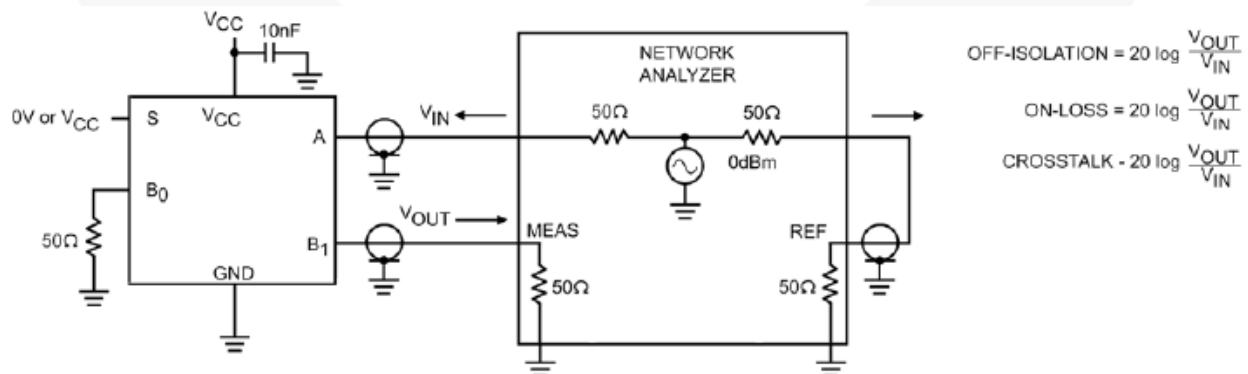 VCC
10nF
0V or VCC
S
VCC
A
B0
50Ω
B1
GND
VIN
VOUT
NETWORK
ANALYZER
50Ω
50Ω
0dBm
MEAS
REF
50Ω
50Ω
OFF-ISOLATION = 20 log VOUT/VIN
ON-LOSS = 20 log VOUT/VIN
CROSSTALK - 20 log VOUT/VIN